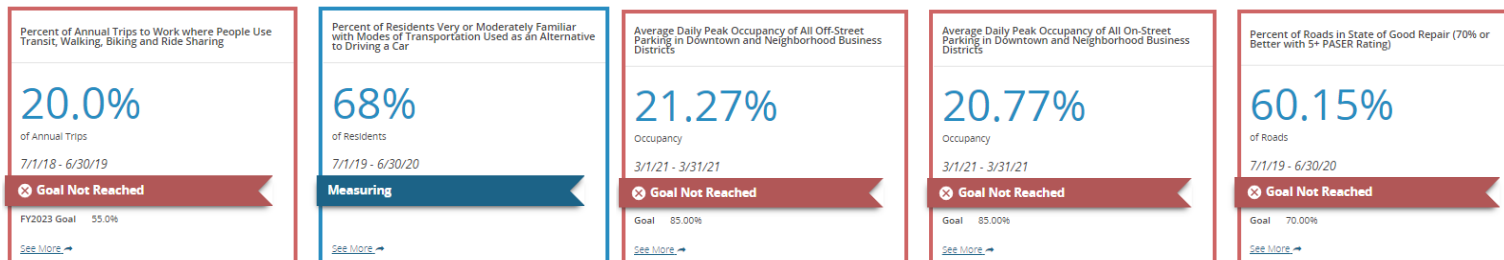 Percent of Annual Trips to Work where People Use
Transit, Walking, Biking and Ride Sharing
20.0%
of Annual Trips
7/1/18 - 6/30/19
Goal Not Reached
FY2023 Goal 55.0%
See More
Percent of Residents Very or Moderately Familiar
with Modes of Transportation Used as an Alternative
to Driving a Car
68%
of Residents
7/1/19 - 6/30/20
Measuring
See More
Average Daily Peak Occupancy of All Off-Street
Parking in Downtown and Neighborhood Business
Districts
21.27%
Occupancy
3/1/21 - 3/31/21
Goal Not Reached
Goal 85.00%
See More
Average Daily Peak Occupancy of All On-Street
Parking in Downtown and Neighborhood Business
Districts
20.77%
Occupancy
3/1/21 - 3/31/21
Goal Not Reached
Goal 85.00%
See More
Percent of Roads in State of Good Repair (70% or
Better with 5+ PASER Rating)
60.15%
of Roads
7/1/19 - 6/30/20
Goal Not Reached
Goal 70.00%
See More